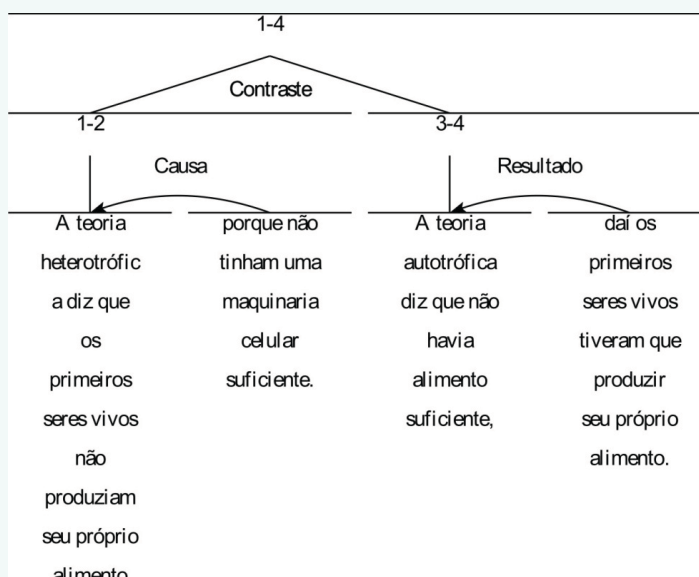 1-4
Contraste
1-2
3-4
Causa
Resultado
A teoria
heterotrófic
a diz que
os
primeiros
seres vivos
não
produziam
seu próprio
alimento
porque não
tinham uma
maquinaria
celular
suficiente.
A teoria
autotrófica
diz que não
havia
alimento
suficiente,
daí os
primeiros
seres vivos
tiveram que
produzir
seu próprio
alimento.